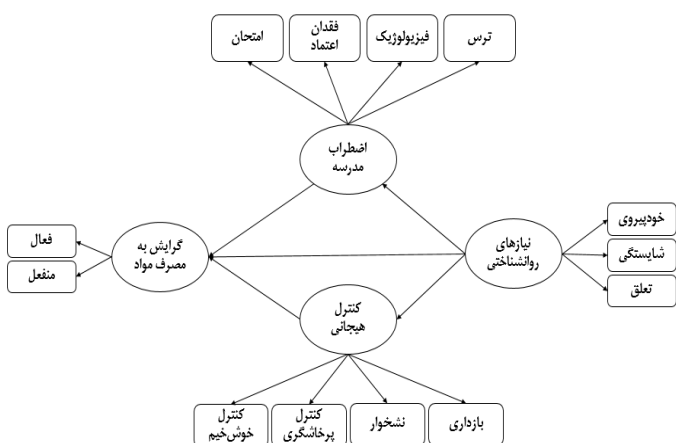 ترس
فیزیولوژیک
فقدان
اعتماد
امتحان
اضطراب
مدرسه
نیازهای
روانشناختی
خودپیروی
شایستگی
تعلق
گرایش به
مصرف مواد
فعال
منفعل
کنترل
هیجانی
بازداری
نشخوار
کنترل
پرخاشگری
کنترل
خوش‌خیم